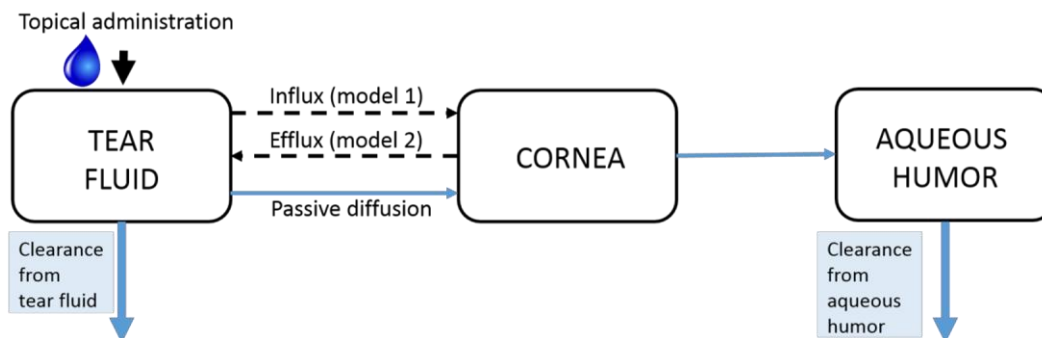 Topical administration
TEAR
FLUID
Influx (model 1)
Efflux (model 2)
Passive diffusion
CORNEA
AQUEOUS
HUMOR
Clearance
from
tear fluid
Clearance
from
aqueous
humor